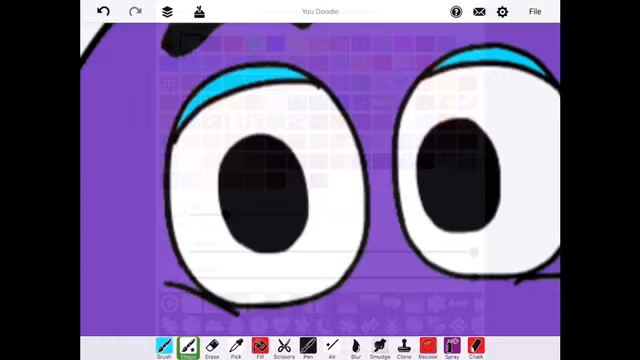 You Doodle
File
Brush Shape Erase Pick Fill Scissors Pen Air Blur Smudge Clone Recolor Spray Chalk